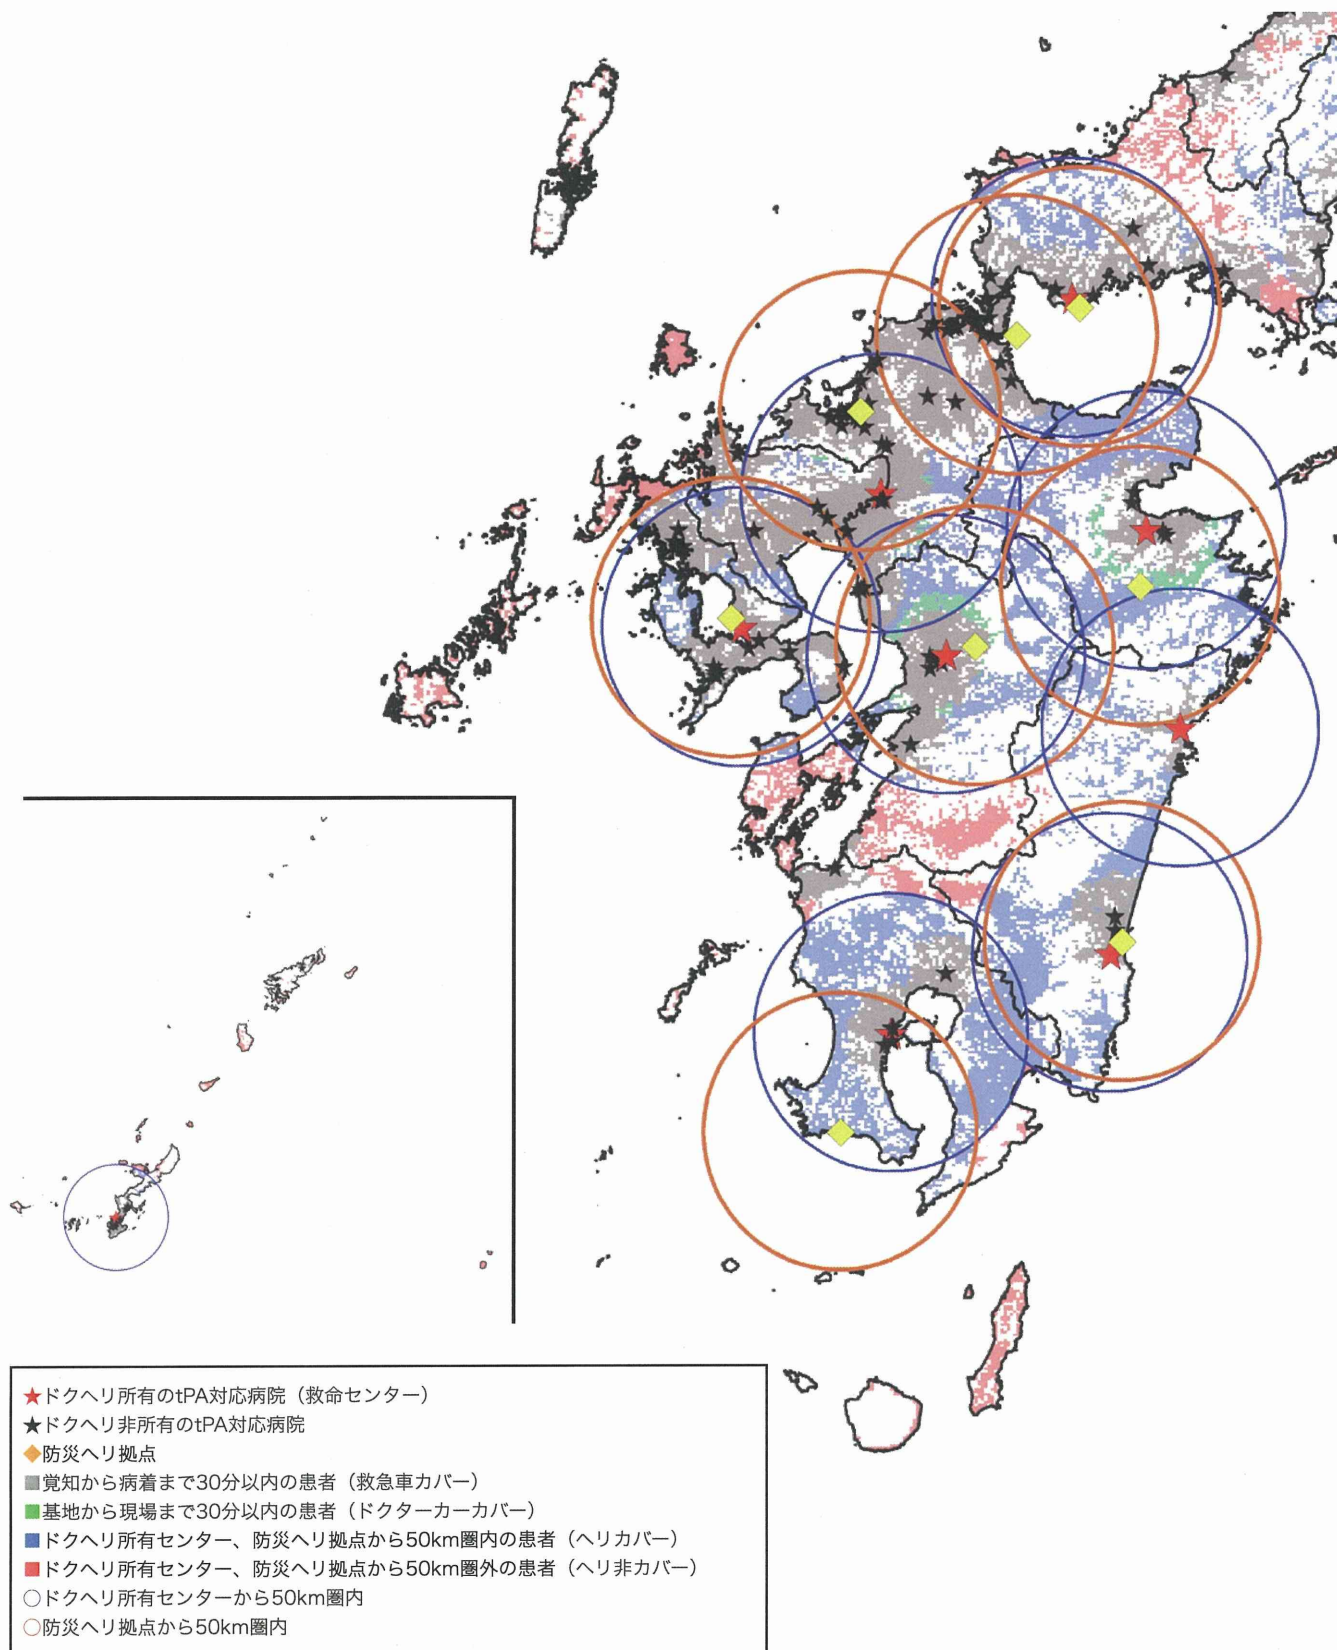 ★ドクヘリ所有のtPA対応病院（救命センター）
★ドクヘリ非所有のtPA対応病院
◆防災ヘリ拠点
■覚知から病着まで30分以内の患者（救急車カバー）
■基地から現場まで30分以内の患者（ドクターカーカバー）
■ドクヘリ所有センター、防災ヘリ拠点から50km圏内の患者（ヘリカバー）
■ドクヘリ所有センター、防災ヘリ拠点から50km圏外の患者（ヘリ非カバー）
○ドクヘリ所有センターから50km圏内
○防災ヘリ拠点から50km圏内